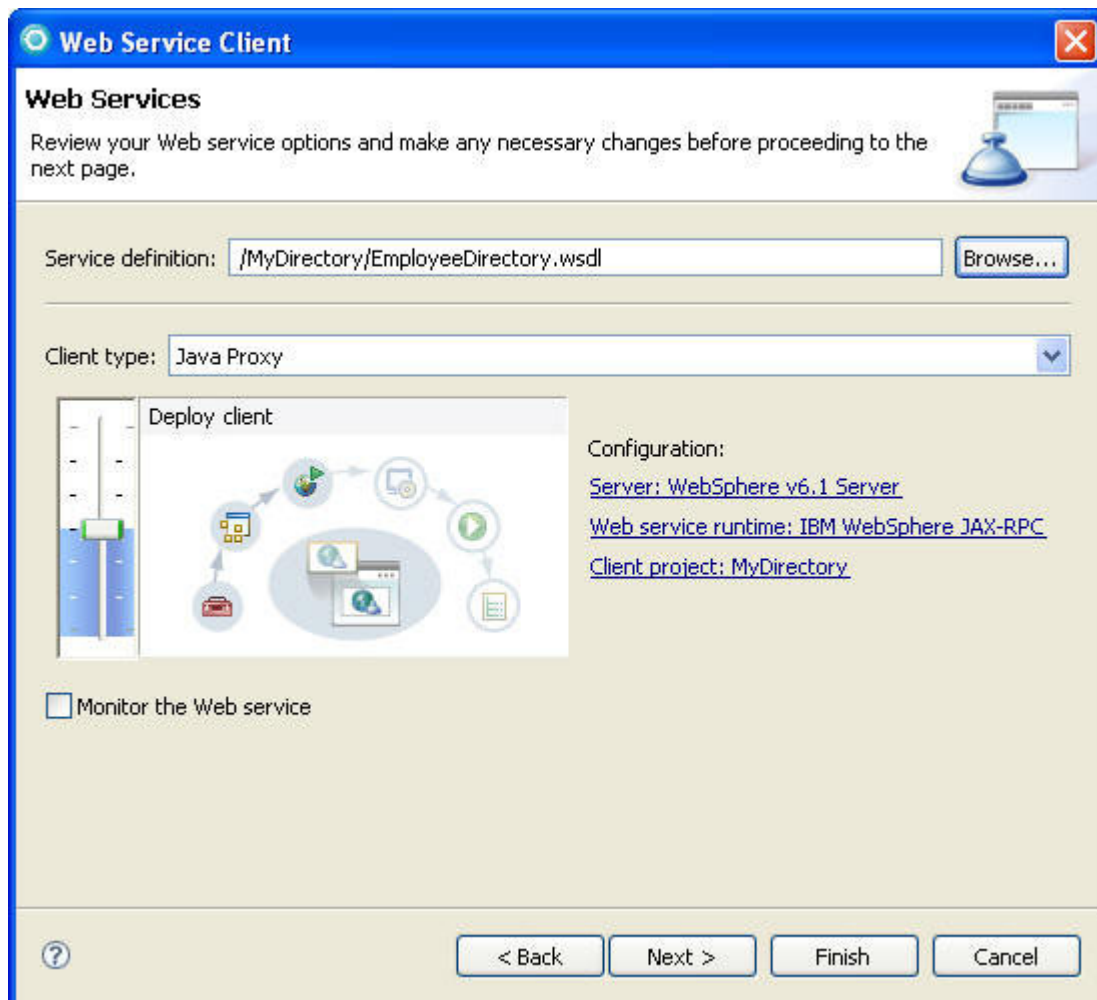 Web Service Client
Web Services
Review your Web service options and make any necessary changes before proceeding to the
next page.
Service definition: /MyDirectory/EmployeeDirectory.wsdl Browse...
Client type: Java Proxy
Deploy client
Configuration:
Server: WebSphere v6.1 Server
Web service runtime: IBM WebSphere JAX-RPC
Client project: MyDirectory
Monitor the Web service
? < Back Next > Finish Cancel